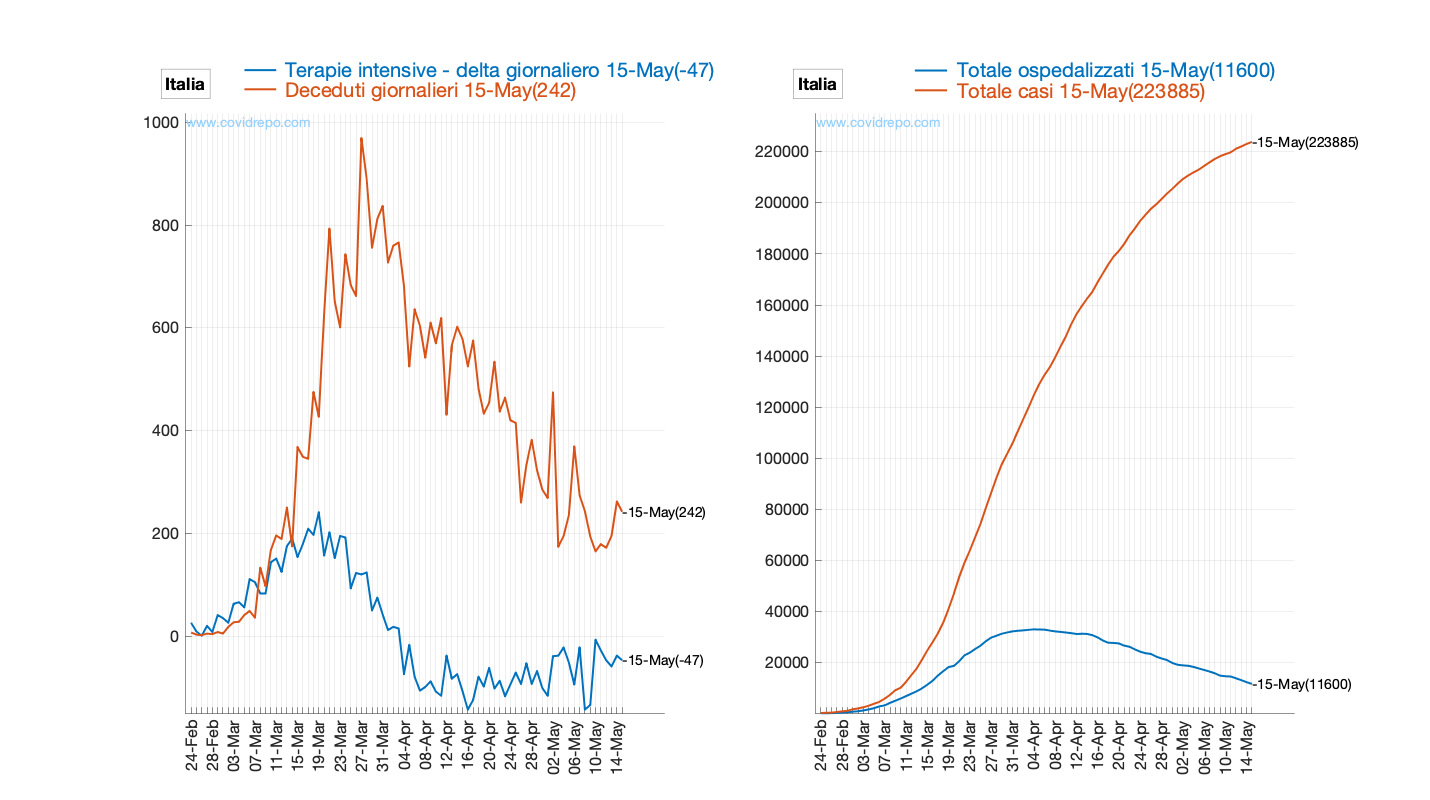 Italia
Terapie intensive - delta giornaliero 15-May(-47)
Deceduti giornalieri 15-May(242)
www.covidrepo.com
1000
800
600
400
200
0
15-May(242)
15-May(-47)
24-Feb
28-Feb
03-Mar
07-Mar
11-Mar
15-Mar
19-Mar
23-Mar
27-Mar
31-Mar
04-Apr
08-Apr
12-Apr
16-Apr
20-Apr
24-Apr
28-Apr
02-May
06-May
10-May
14-May
Italia
Totale ospedalizzati 15-May(11600)
Totale casi 15-May(223885)
www.covidrepo.com
220000
200000
180000
160000
140000
120000
100000
80000
60000
40000
20000
15-May(223885)
15-May(11600)
24-Feb
28-Feb
03-Mar
07-Mar
11-Mar
15-Mar
19-Mar
23-Mar
27-Mar
31-Mar
04-Apr
08-Apr
12-Apr
16-Apr
20-Apr
24-Apr
28-Apr
02-May
06-May
10-May
14-May